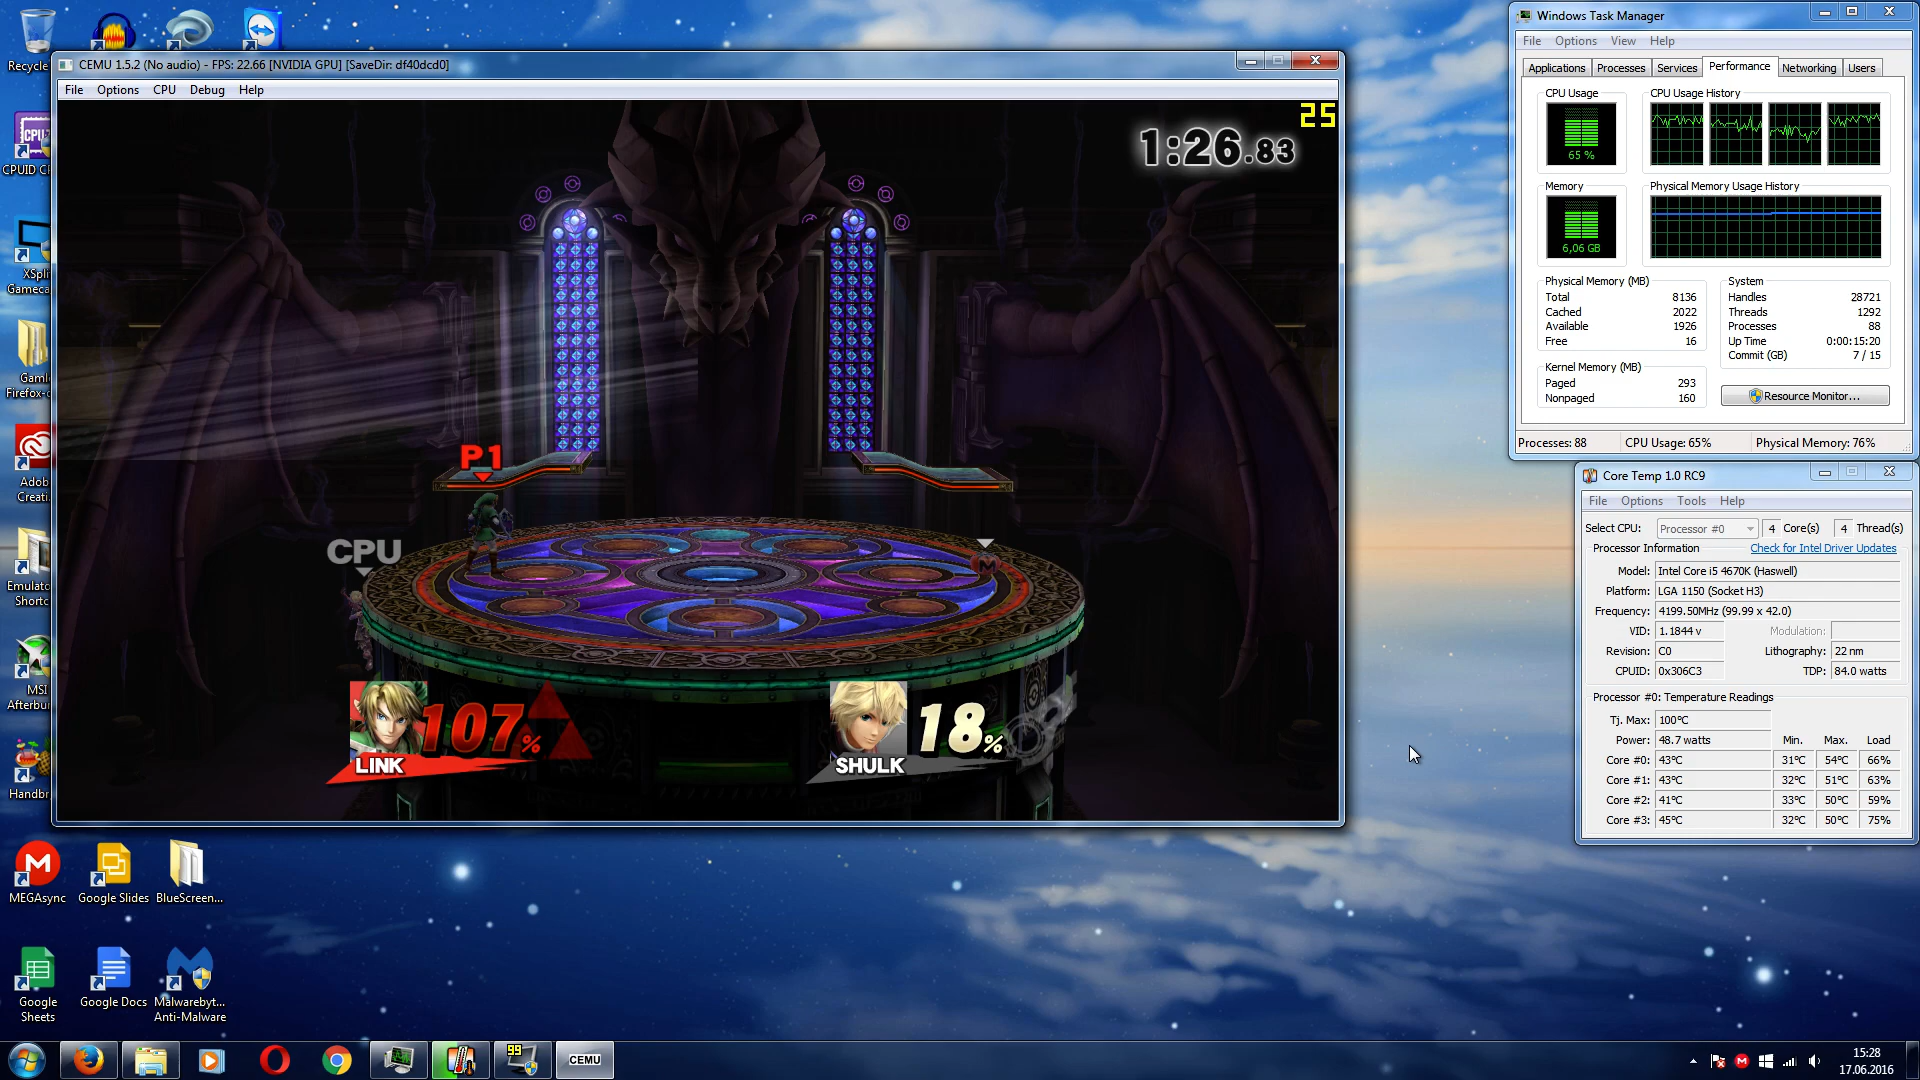 Recycle
CEMU 1.5.2 (No audio) - FPS: 22.66 [NVIDIA GPU] [SaveDir: df40dcd0]
File Options CPU Debug Help
25
1:26.83
P1
CPU
M
107%
LINK
18%
SHULK
CPUID
XSpli
Gameca
Gaml
Firefox-
Adob
Creati
Emulato
Shortc
MSI
Afterbu
Handbr
MEGAsync
Google Slides
BlueScreen...
Google
Sheets
Google Docs
Malwarebyt...
Anti-Malware
Windows Task Manager
File Options View Help
Applications Processes Services Performance Networking Users
CPU Usage
CPU Usage History
65 %
Memory
Physical Memory Usage History
6,06 GB
Physical Memory (MB)
Total 8136
Cached 2022
Available 1926
Free 16
Kernel Memory (MB)
Paged 293
Nonpaged 160
System
Handles 28721
Threads 1292
Processes 88
Up Time 0:00:15:20
Commit (GB) 7 / 15
Resource Monitor...
Processes: 88 CPU Usage: 65% Physical Memory: 76%
Core Temp 1.0 RC9
File Options Tools Help
Select CPU: Processor #0 4 Core(s) 4 Thread(s)
Processor Information Check for Intel Driver Updates
Model: Intel Core i5 4670K (Haswell)
Platform: LGA 1150 (Socket H3)
Frequency: 4199.50MHz (99.99 x 42.0)
VID: 1.1844 v Modulation:
Revision: C0 Lithography: 22 nm
CPUID: 0x306C3 TDP: 84.0 watts
Processor #0: Temperature Readings
Tj. Max: 100°C
Power: 48.7 watts Min. Max. Load
Core #0: 43°C 31°C 54°C 66%
Core #1: 43°C 32°C 51°C 63%
Core #2: 41°C 33°C 50°C 59%
Core #3: 45°C 32°C 50°C 75%
99
CEMU
15:28
17.06.2016